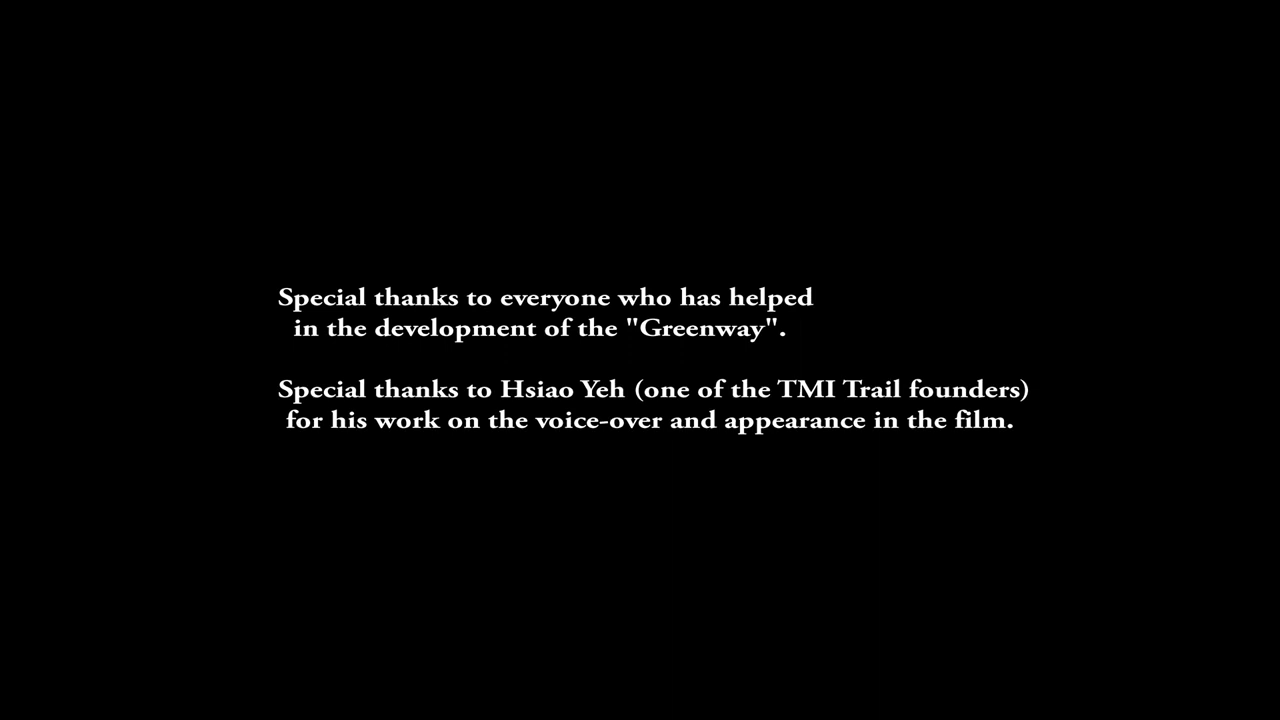 Special thanks to everyone who has helped
in the development of the "Greenway".
Special thanks to Hsiao Yeh (one of the TMI Trail founders)
for his work on the voice-over and appearance in the film.